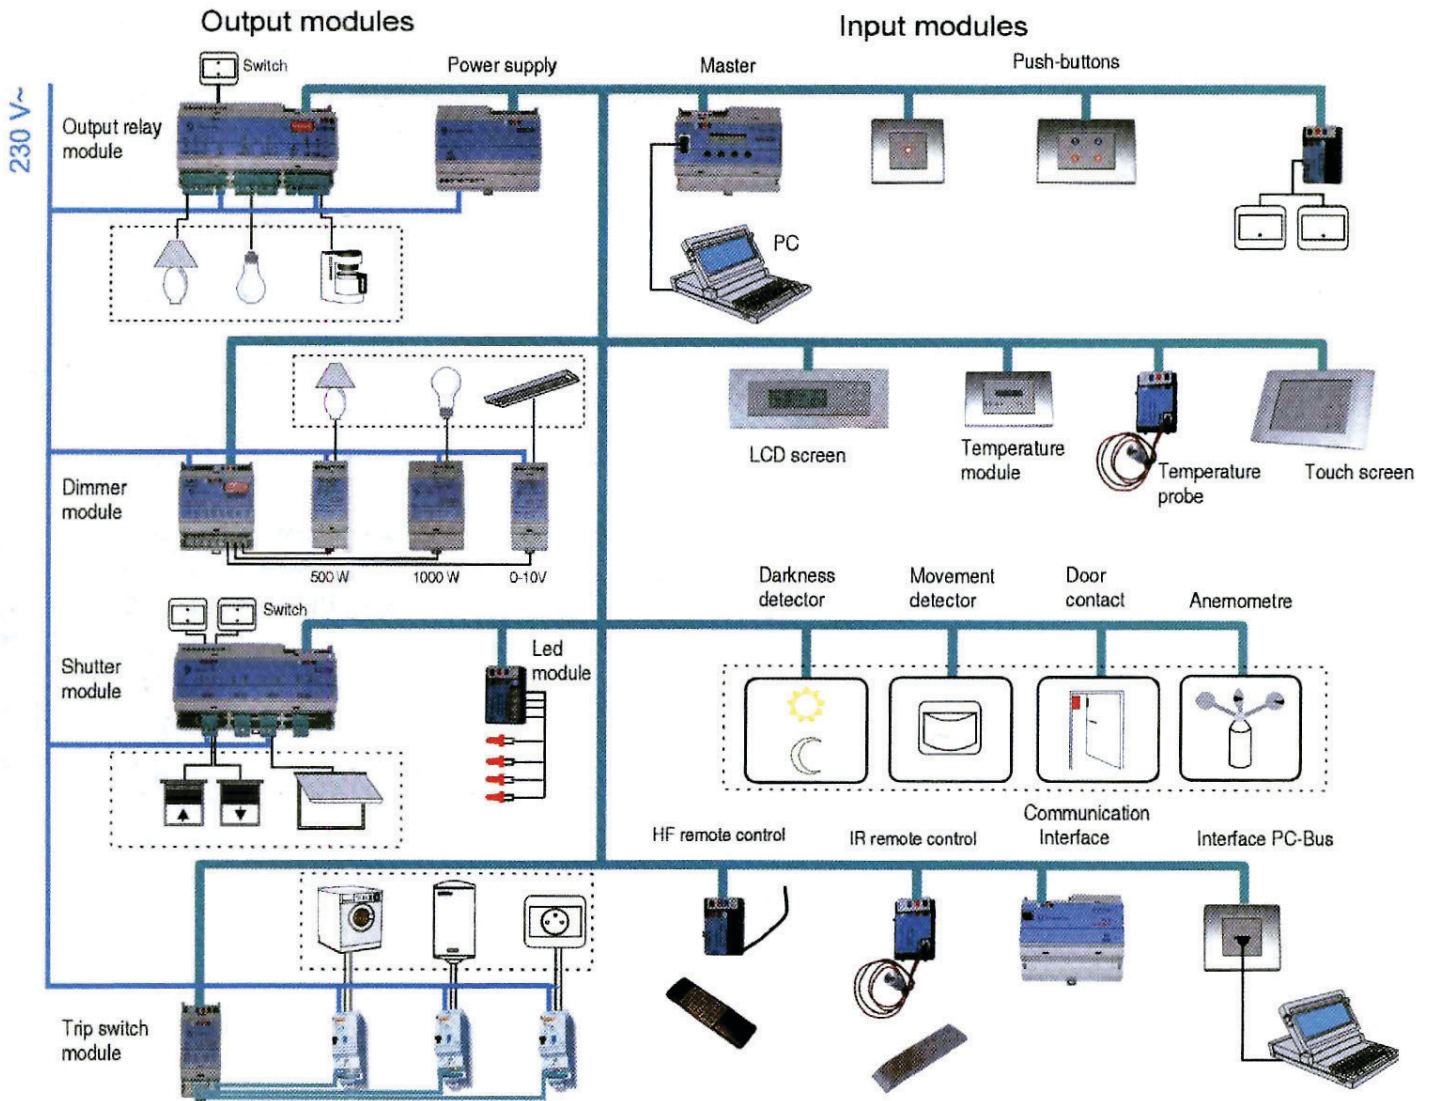 Output modules
Input modules
230 V~
Switch
Power supply
Master
Push-buttons
Output relay
module
PC
LCD screen
Temperature
module
Temperature
probe
Touch screen
Dimmer
module
500 W
1000 W
0-10V
Darkness
detector
Movement
detector
Door
contact
Anemometre
Switch
Shutter
module
Led
module
HF remote control
IR remote control
Communication
Interface
Interface PC-Bus
Trip switch
module